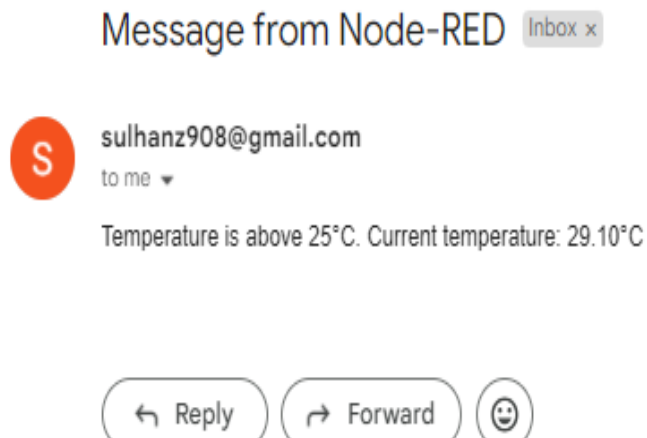 Message from Node-RED Inbox ×
S
sulhanz908@gmail.com
to me
Temperature is above 25°C. Current temperature: 29.10°C
Reply Forward